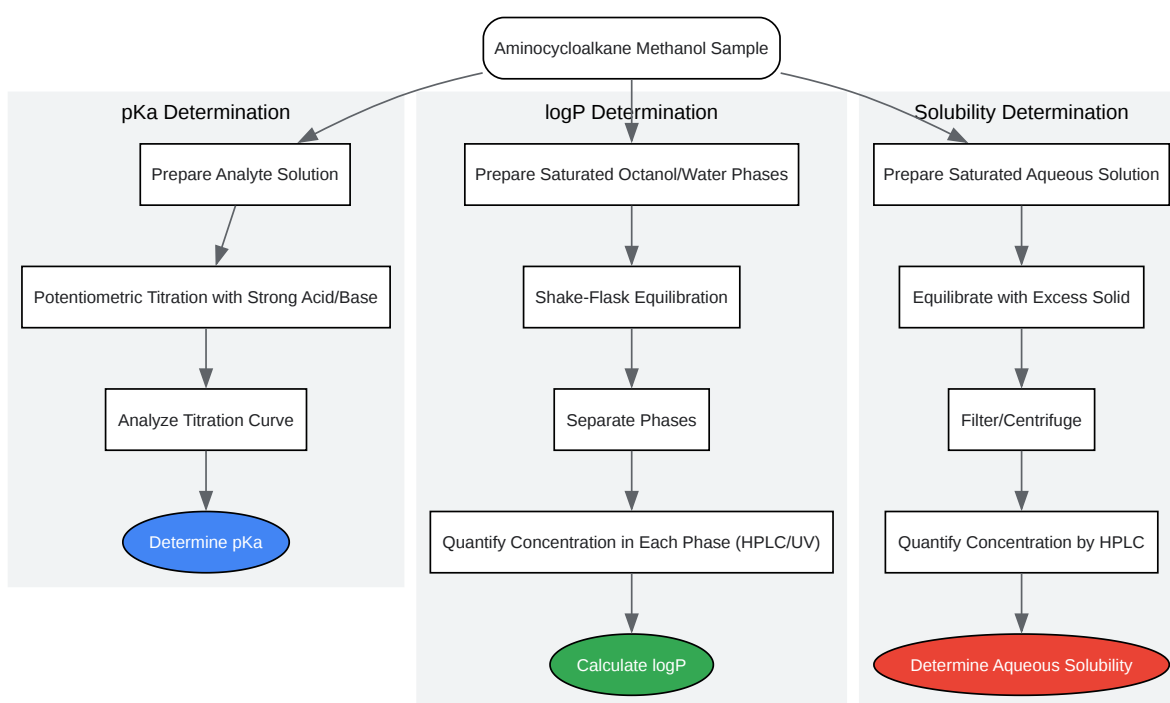 Aminocycloalkane Methanol Sample
pKa Determination
Prepare Analyte Solution
Potentiometric Titration with Strong Acid/Base
Analyze Titration Curve
Determine pKa
logP Determination
Prepare Saturated Octanol/Water Phases
Shake-Flask Equilibration
Separate Phases
Quantify Concentration in Each Phase (HPLC/UV)
Calculate logP
Solubility Determination
Prepare Saturated Aqueous Solution
Equilibrate with Excess Solid
Filter/Centrifuge
Quantify Concentration by HPLC
Determine Aqueous Solubility